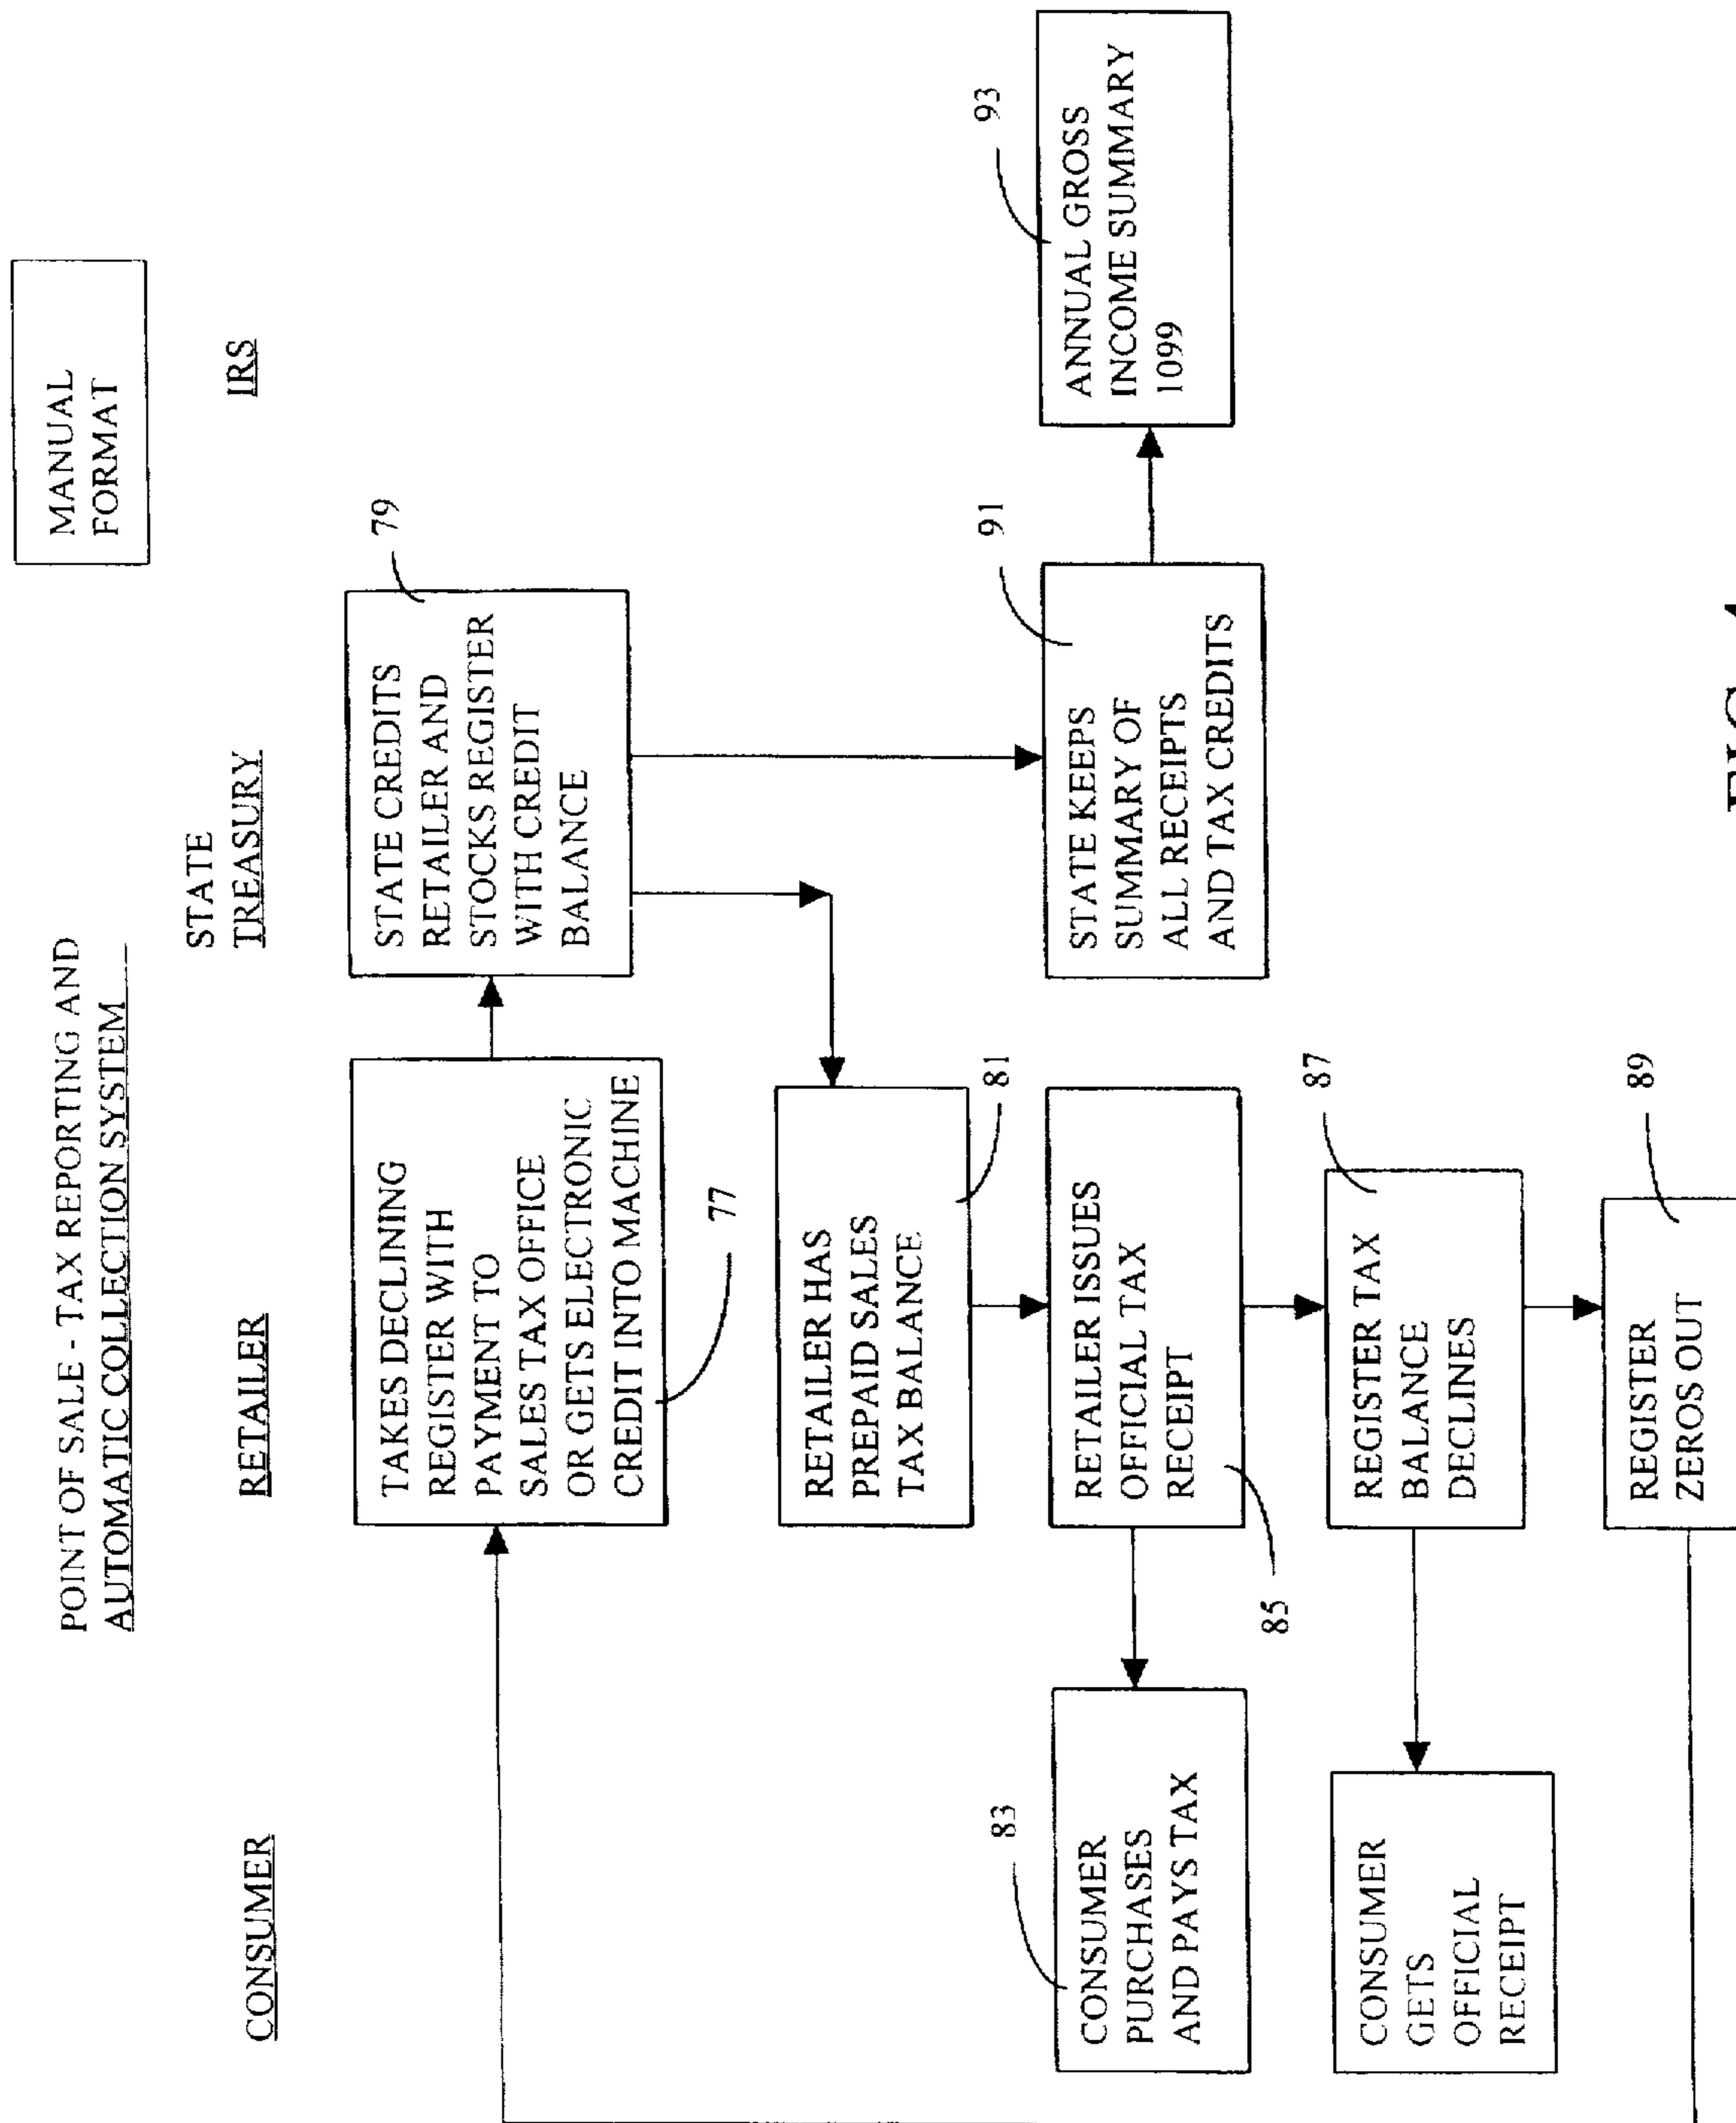 MANUAL
FORMAT
POINT OF SALE - TAX REPORTING AND
AUTOMATIC COLLECTION SYSTEM
CONSUMER
RETAILER
STATE
TREASURY
IRS
TAKES DECLINING
REGISTER WITH
PAYMENT TO
SALES TAX OFFICE
OR GETS ELECTRONIC
CREDIT INTO MACHINE
77
STATE CREDITS
RETAILER AND
STOCKS REGISTER
WITH CREDIT
BALANCE
79
RETAILER HAS
PREPAID SALES
TAX BALANCE
81
CONSUMER
PURCHASES
AND PAYS TAX
83
RETAILER ISSUES
OFFICIAL TAX
RECEIPT
85
STATE KEEPS
SUMMARY OF
ALL RECEIPTS
AND TAX CREDITS
91
ANNUAL GROSS
INCOME SUMMARY
1099
93
CONSUMER
GETS
OFFICIAL
RECEIPT
REGISTER TAX
BALANCE
DECLINES
87
REGISTER
ZEROS OUT
89
FIG.